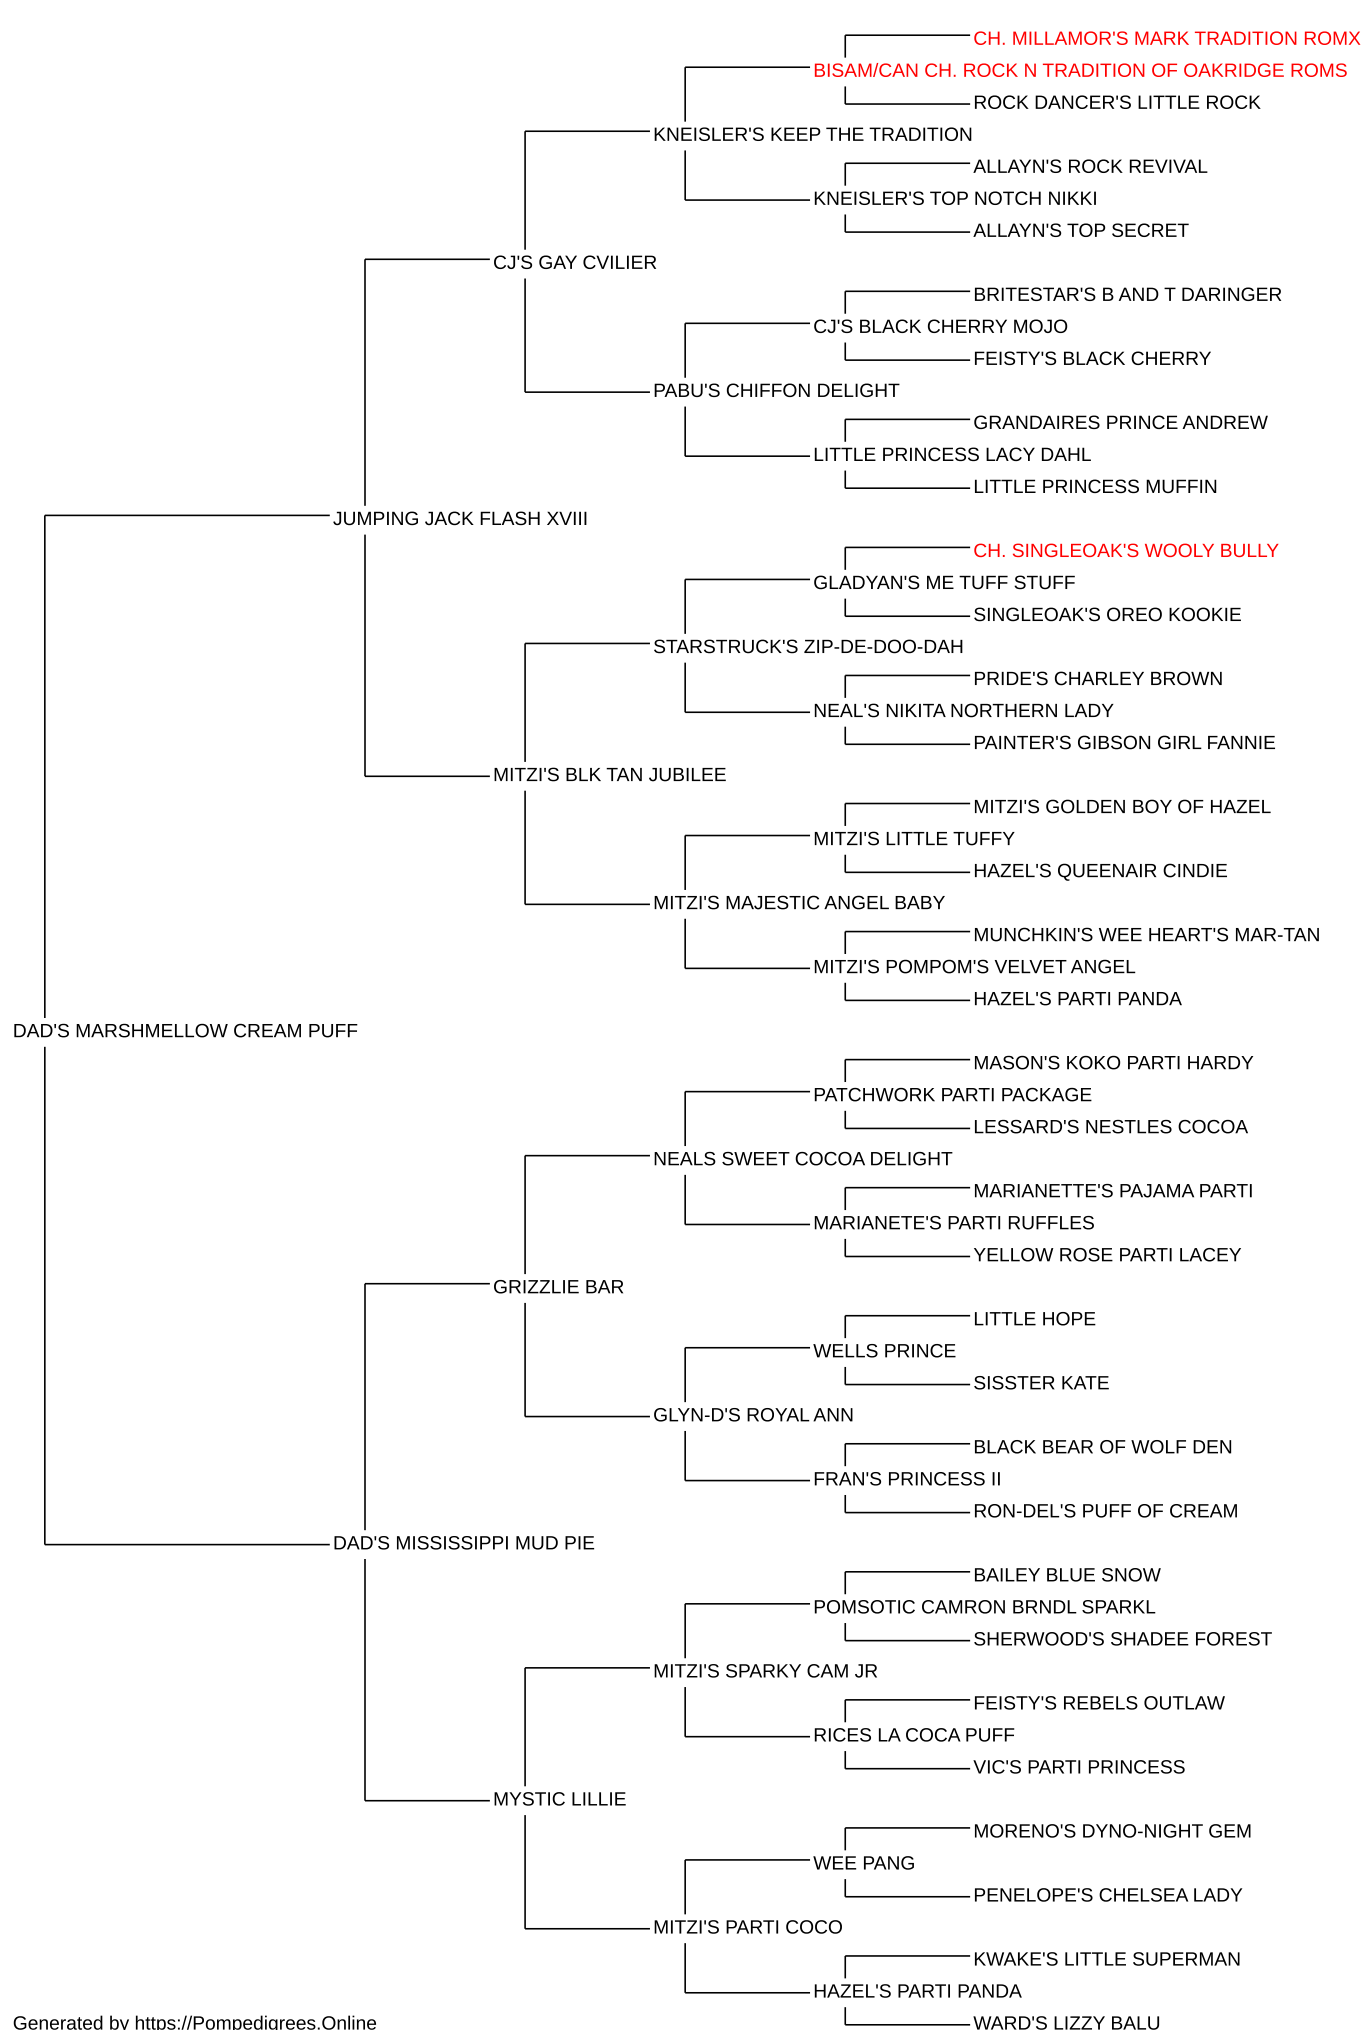 CH. MILLAMOR'S MARK TRADITION ROMX
BISAM/CAN CH. ROCK N TRADITION OF OAKRIDGE ROMS
ROCK DANCER'S LITTLE ROCK
KNEISLER'S KEEP THE TRADITION
ALLAYN'S ROCK REVIVAL
KNEISLER'S TOP NOTCH NIKKI
ALLAYN'S TOP SECRET
CJ'S GAY CVILIER
BRITESTAR'S B AND T DARINGER
CJ'S BLACK CHERRY MOJO
FEISTY'S BLACK CHERRY
PABU'S CHIFFON DELIGHT
GRANDAIRES PRINCE ANDREW
LITTLE PRINCESS LACY DAHL
LITTLE PRINCESS MUFFIN
JUMPING JACK FLASH XVIII
CH. SINGLEOAK'S WOOLY BULLY
GLADYAN'S ME TUFF STUFF
SINGLEOAK'S OREO KOOKIE
STARSTRUCK'S ZIP-DE-DOO-DAH
PRIDE'S CHARLEY BROWN
NEAL'S NIKITA NORTHERN LADY
PAINTER'S GIBSON GIRL FANNIE
MITZI'S BLK TAN JUBILEE
MITZI'S GOLDEN BOY OF HAZEL
MITZI'S LITTLE TUFFY
HAZEL'S QUEENAIR CINDIE
MITZI'S MAJESTIC ANGEL BABY
MUNCHKIN'S WEE HEART'S MAR-TAN
MITZI'S POMPOM'S VELVET ANGEL
HAZEL'S PARTI PANDA
DAD'S MARSHMELLOW CREAM PUFF
MASON'S KOKO PARTI HARDY
PATCHWORK PARTI PACKAGE
LESSARD'S NESTLES COCOA
NEALS SWEET COCOA DELIGHT
MARIANETTE'S PAJAMA PARTI
MARIANETE'S PARTI RUFFLES
YELLOW ROSE PARTI LACEY
GRIZZLIE BAR
LITTLE HOPE
WELLS PRINCE
SISSTER KATE
GLYN-D'S ROYAL ANN
BLACK BEAR OF WOLF DEN
FRAN'S PRINCESS II
RON-DEL'S PUFF OF CREAM
DAD'S MISSISSIPPI MUD PIE
BAILEY BLUE SNOW
POMSOTIC CAMRON BRNDL SPARKL
SHERWOOD'S SHADEE FOREST
MITZI'S SPARKY CAM JR
FEISTY'S REBELS OUTLAW
RICES LA COCA PUFF
VIC'S PARTI PRINCESS
MYSTIC LILLIE
MORENO'S DYNO-NIGHT GEM
WEE PANG
PENELOPE'S CHELSEA LADY
MITZI'S PARTI COCO
KWAKE'S LITTLE SUPERMAN
HAZEL'S PARTI PANDA
WARD'S LIZZY BALU
Generated by https://Pompedigrees.Online